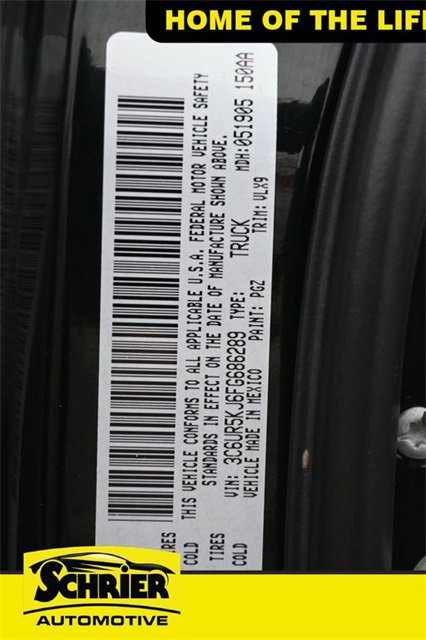 HOME OF THE LIF
THIS VEHICLE CONFORMS TO ALL APPLICABLE U.S.A. FEDERAL MOTOR VEHICLE SAFETY
STANDARDS IN EFFECT ON THE DATE OF MANUFACTURE SHOWN ABOVE.
VIN: 3C6UR5KJ6FG686289 TYPE: TRUCK MDH:051905 150AA
VEHICLE MADE IN MEXICO PAINT: PGZ TRIM: VLX9
RES
COLD
TIRES
COLD
SCHRIER
AUTOMOTIVE